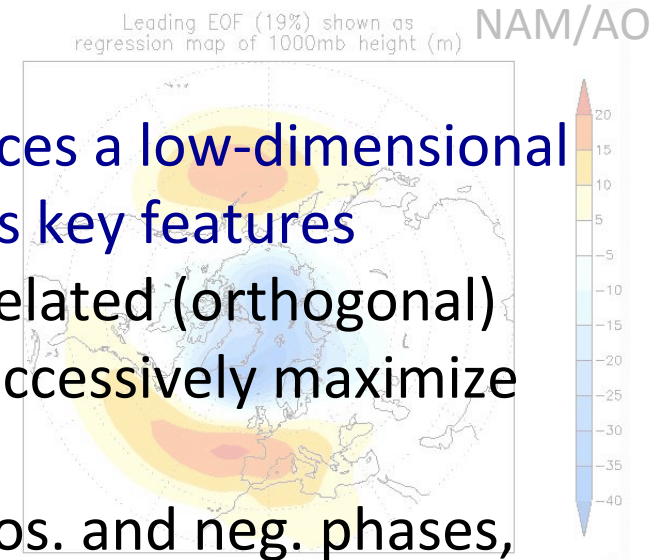 Leading EOF (19%) shown as
regression map of 1000mb height (m)
NAM/AO
ces a low-dimensional
s key features
elated (orthogonal)
ccessively maximize
os. and neg. phases,
20
15
10
5
-5
-10
-15
-20
-25
-30
-35
-40